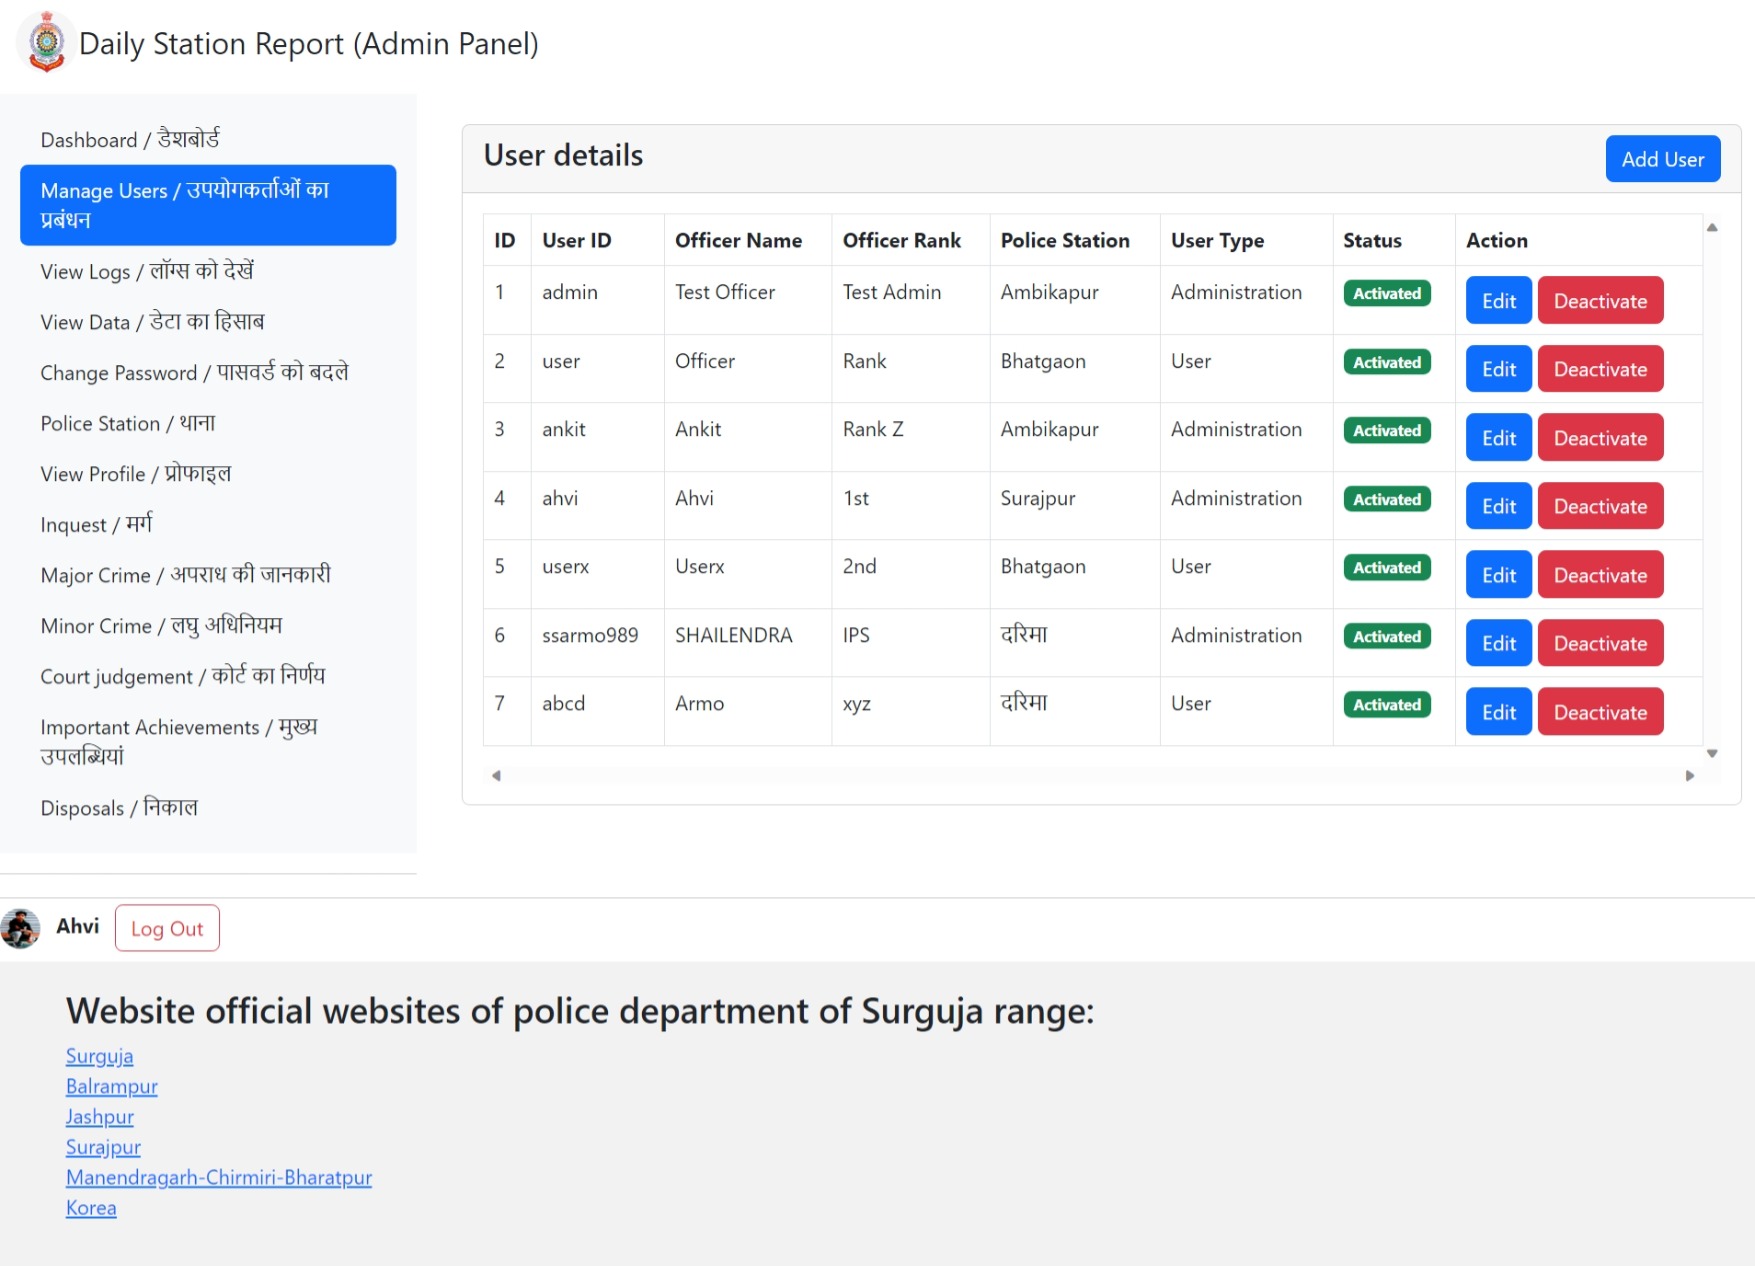 Daily Station Report (Admin Panel)
Dashboard / डैशबोर्ड
Manage Users / उपयोगकर्ताओं का
प्रबंधन
View Logs / लॉग्स को देखें
View Data / डेटा का हिसाब
Change Password / पासवर्ड को बदले
Police Station / थाना
View Profile / प्रोफाइल
Inquest / मर्ग
Major Crime / अपराध की जानकारी
Minor Crime / लघु अधिनियम
Court judgement / कोर्ट का निर्णय
Important Achievements / मुख्य
उपलब्धियां
Disposals / निकाल
User details
Add User
ID User ID Officer Name Officer Rank Police Station User Type Status Action
1 admin Test Officer Test Admin Ambikapur Administration Activated Edit Deactivate
2 user Officer Rank Bhatgaon User Activated Edit Deactivate
3 ankit Ankit Rank Z Ambikapur Administration Activated Edit Deactivate
4 ahvi Ahvi 1st Surajpur Administration Activated Edit Deactivate
5 userx Userx 2nd Bhatgaon User Activated Edit Deactivate
6 ssarmo989 SHAILENDRA IPS दरिमा Administration Activated Edit Deactivate
7 abcd Armo xyz दरिमा User Activated Edit Deactivate
Ahvi Log Out
Website official websites of police department of Surguja range:
Surguja
Balrampur
Jashpur
Surajpur
Manendragarh-Chirmiri-Bharatpur
Korea